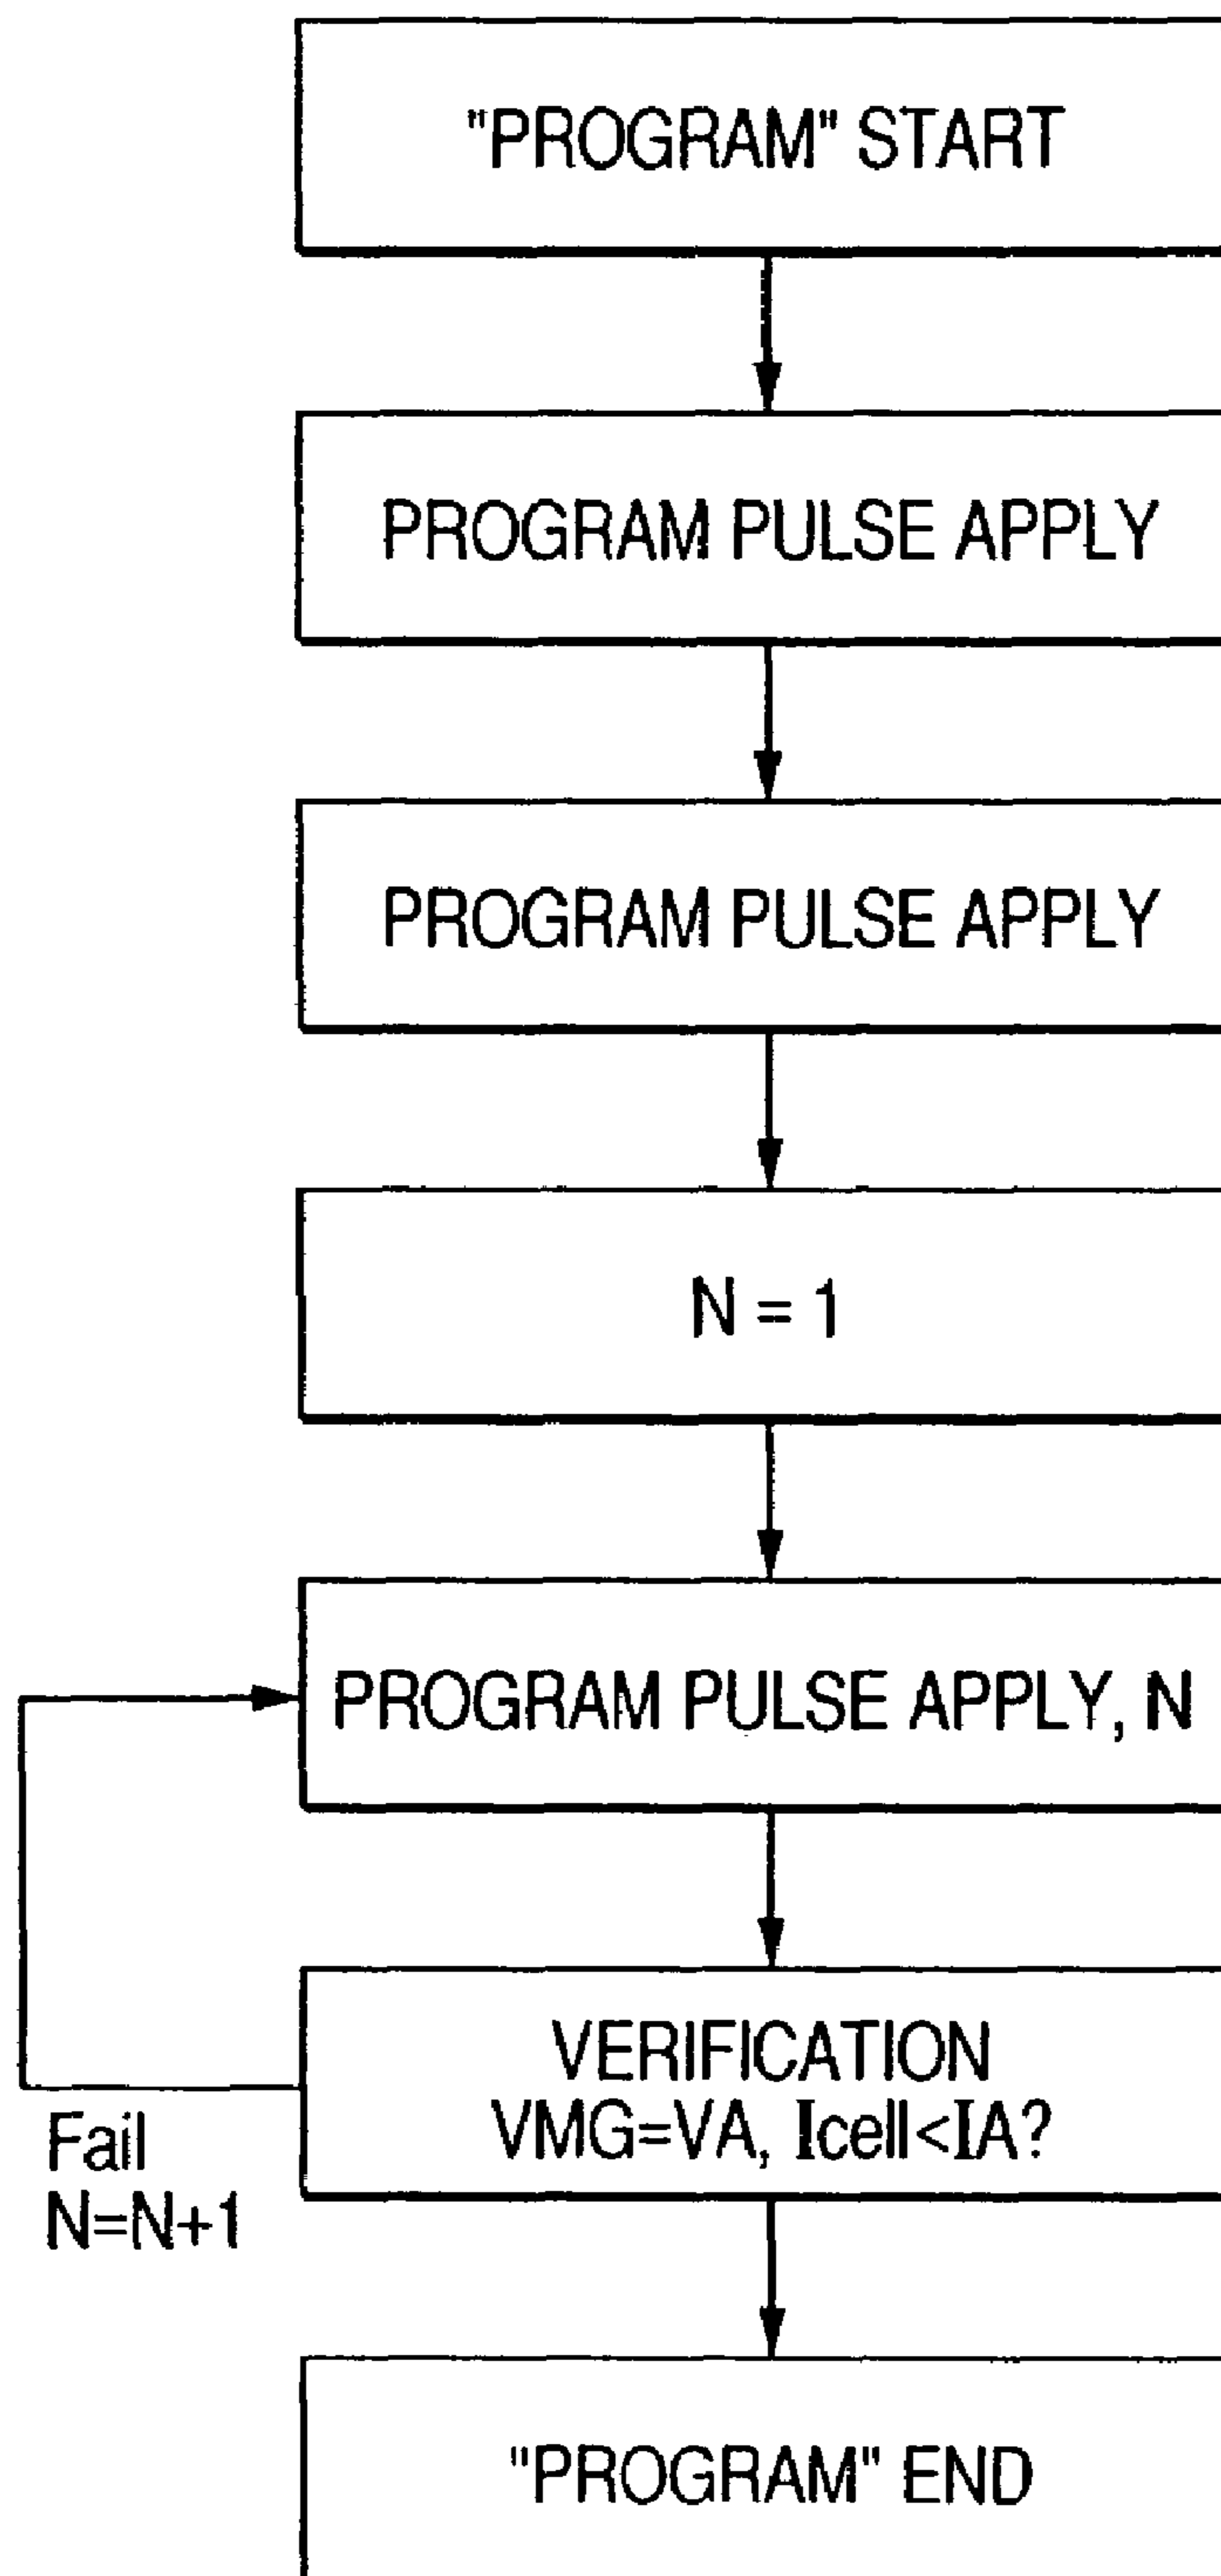 "PROGRAM" START
PROGRAM PULSE APPLY
PROGRAM PULSE APPLY
N = 1
PROGRAM PULSE APPLY, N
VERIFICATION
VMG=VA, Icell<IA?
Fail
N=N+1
"PROGRAM" END